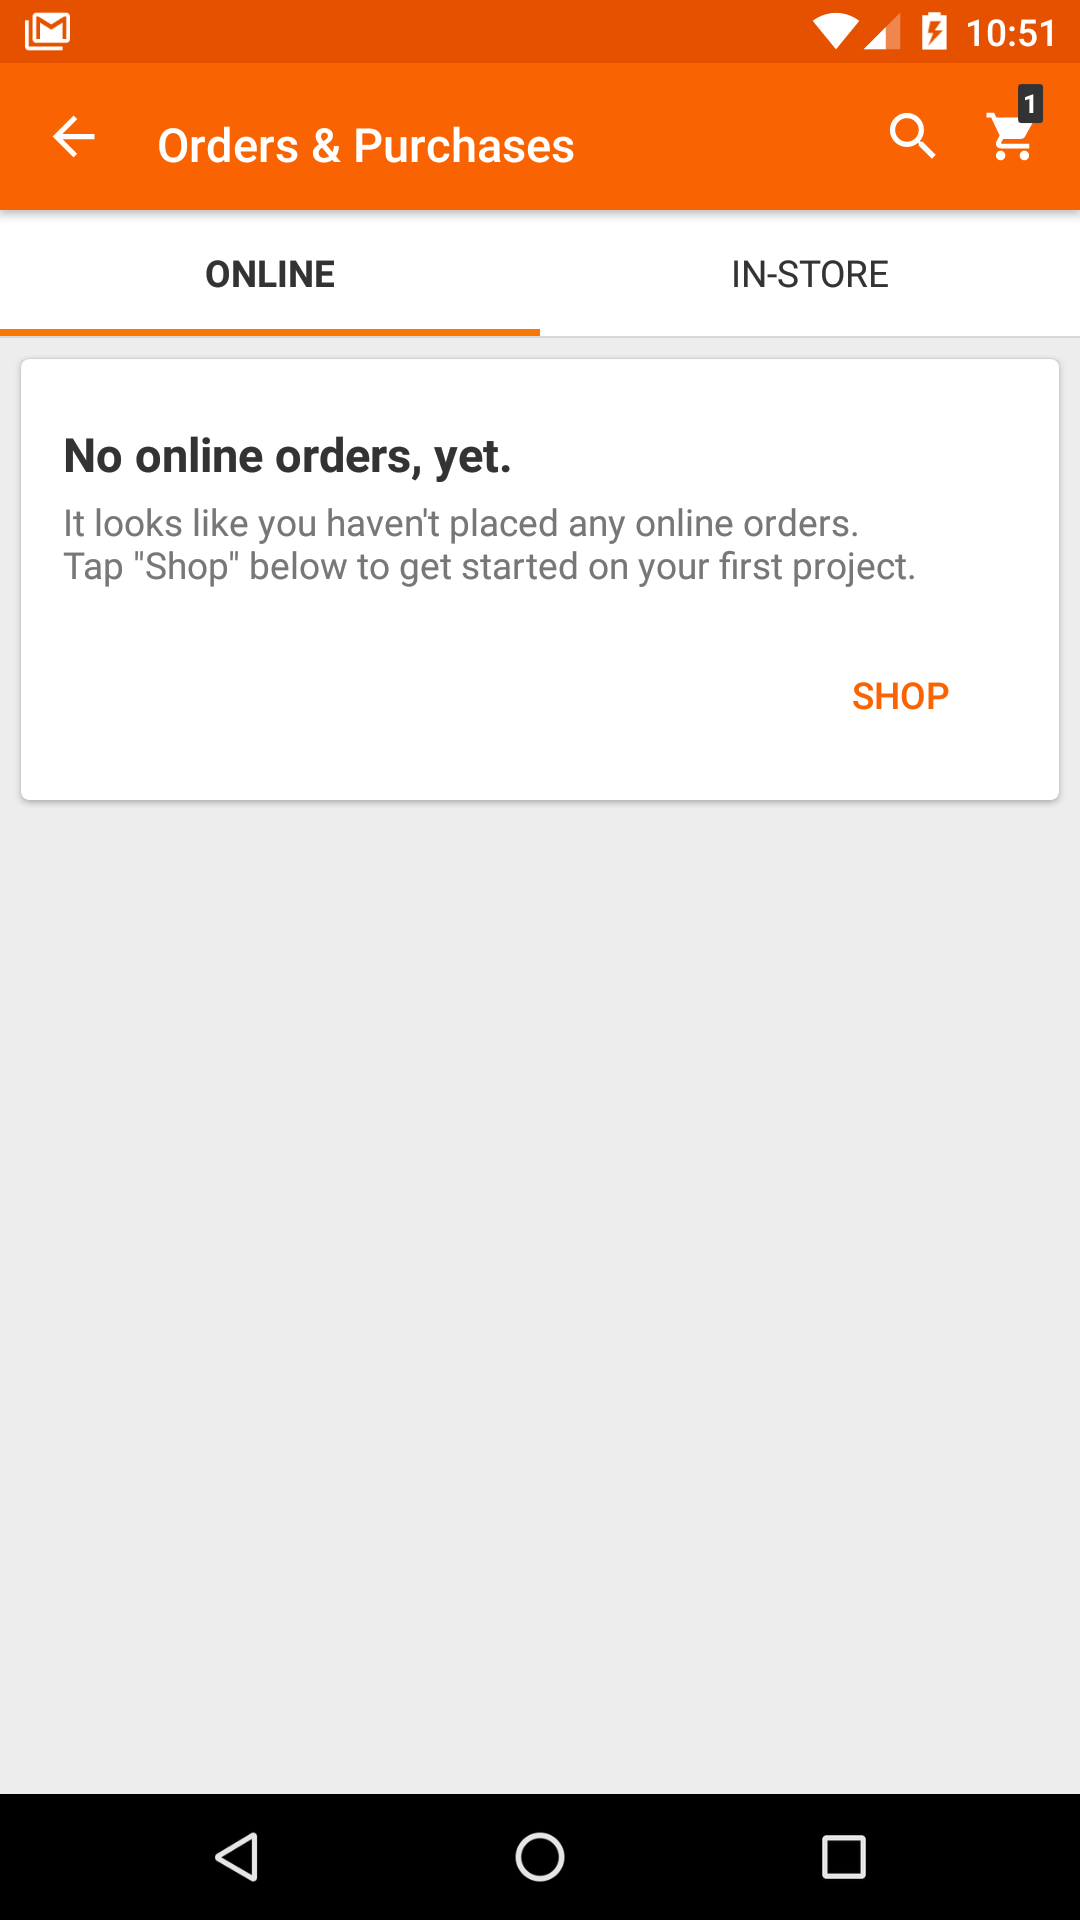 10:51
Orders & Purchases
1
ONLINE
IN-STORE
No online orders, yet.
It looks like you haven't placed any online orders.
Tap "Shop" below to get started on your first project.
SHOP